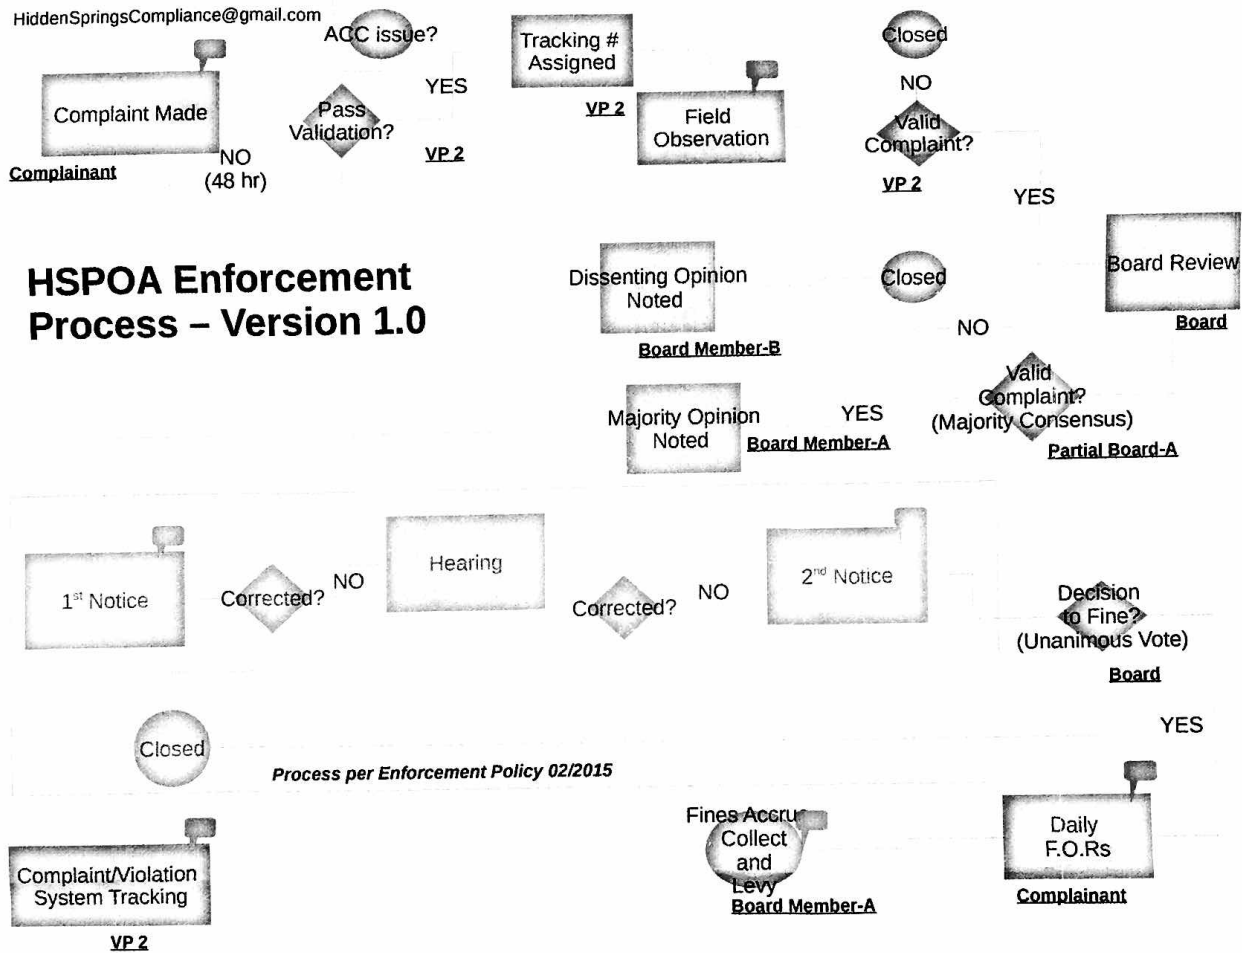 HiddenSpringsCompliance@gmail.com
ACC issue?
Tracking #
Assigned
VP 2
Closed
NO
Complaint Made
Complainant
NO
(48 hr)
Pass
Validation?
YES
VP 2
Field
Observation
Valid
Complaint?
VP 2
YES
HSPOA Enforcement
Process – Version 1.0
Dissenting Opinion
Noted
Board Member-B
Closed
NO
Board Review
Board
Majority Opinion
Noted
Board Member-A
YES
Valid
Complaint?
(Majority Consensus)
Partial Board-A
1st Notice
Corrected?
NO
Hearing
Corrected?
NO
2nd Notice
Decision
to Fine?
(Unanimous Vote)
Board
YES
Closed
Process per Enforcement Policy 02/2015
Complaint/Violation
System Tracking
VP 2
Fines Accrue
Collect
and
Levy
Board Member-A
Daily
F.O.Rs
Complainant